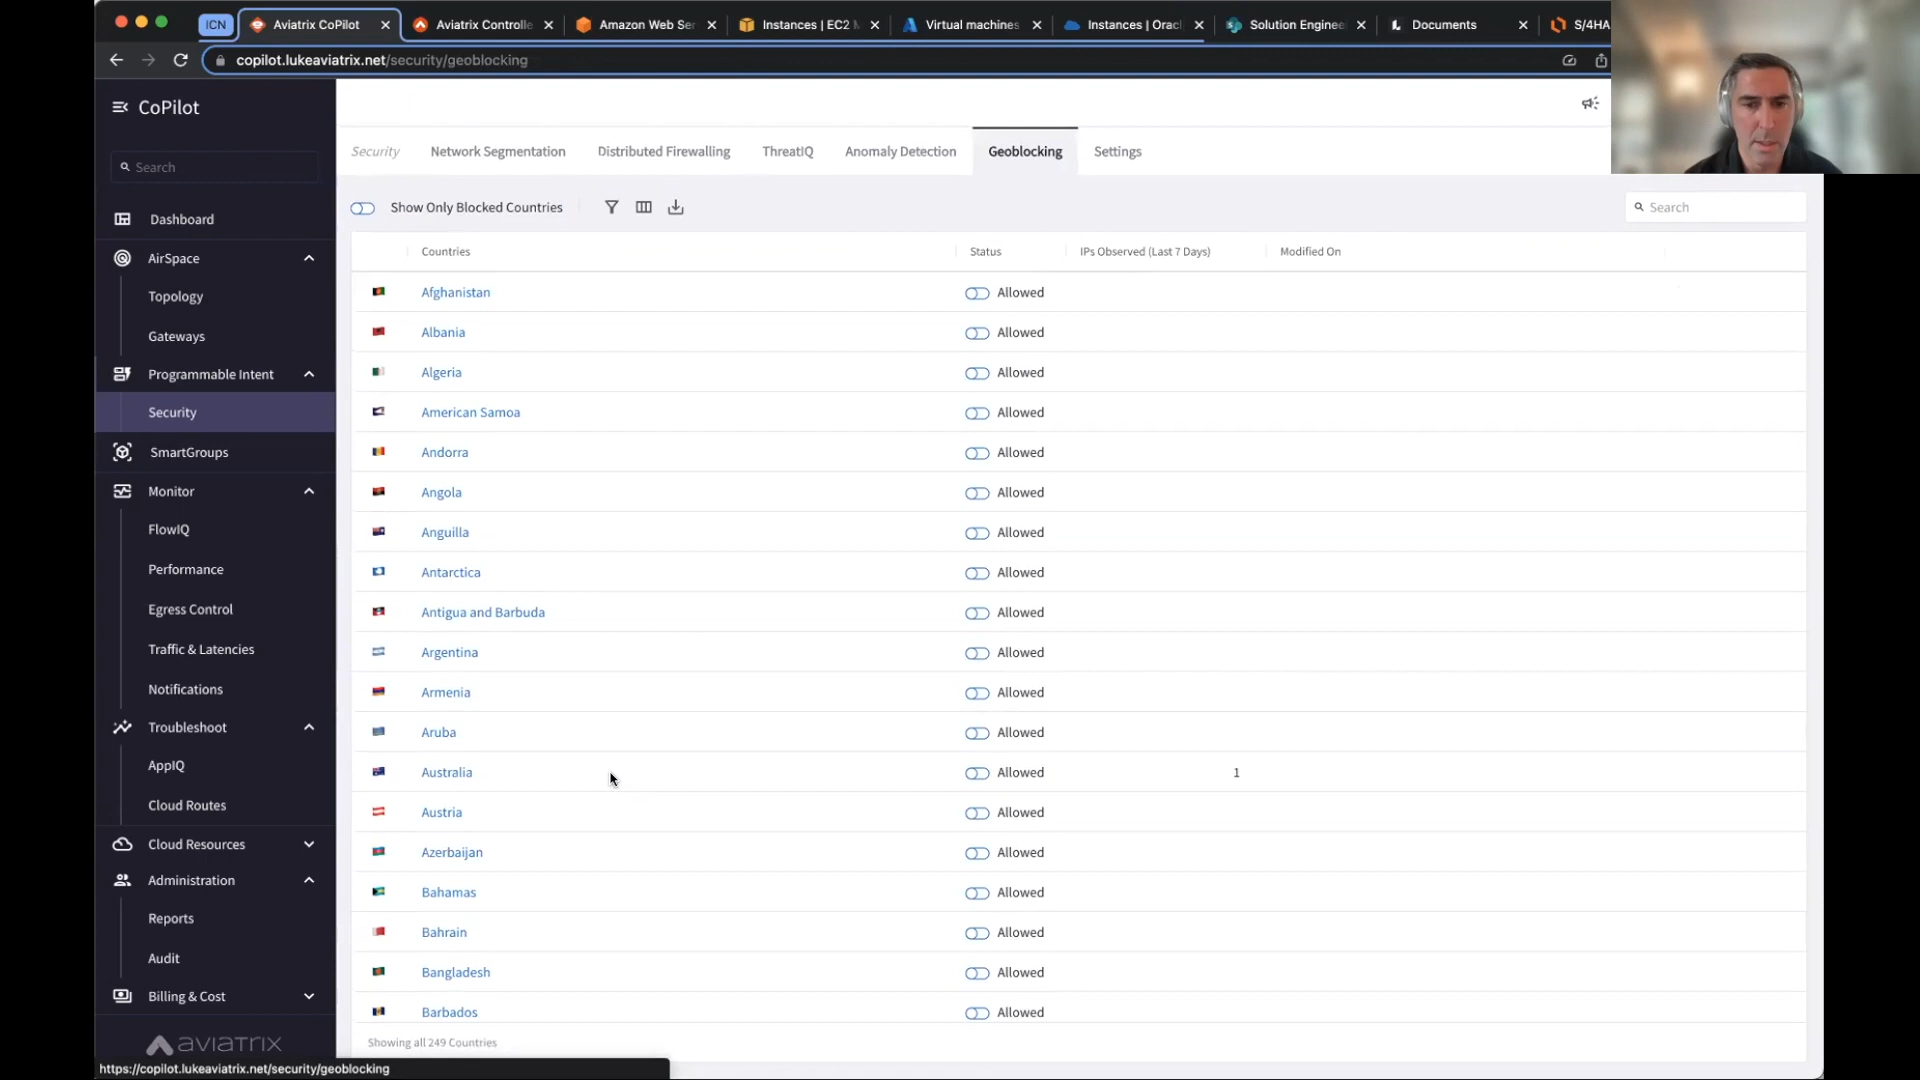 ICN
Aviatrix CoPilot
Aviatrix Controlle
Amazon Web Ser
Instances | EC2 M
Virtual machines
Instances | Orac
Solution Enginee
Documents
S/4HA
copilot.lukeaviatrix.net/security/geoblocking
CoPilot
Search
Dashboard
AirSpace
Topology
Gateways
Programmable Intent
Security
SmartGroups
Monitor
FlowIQ
Performance
Egress Control
Traffic & Latencies
Notifications
Troubleshoot
AppIQ
Cloud Routes
Cloud Resources
Administration
Reports
Audit
Billing & Cost
aviatrix
Security Network Segmentation Distributed Firewalling ThreatIQ Anomaly Detection Geoblocking Settings
Show Only Blocked Countries
Search
Countries Status IPs Observed (Last 7 Days) Modified On
Afghanistan Allowed
Albania Allowed
Algeria Allowed
American Samoa Allowed
Andorra Allowed
Angola Allowed
Anguilla Allowed
Antarctica Allowed
Antigua and Barbuda Allowed
Argentina Allowed
Armenia Allowed
Aruba Allowed
Australia Allowed 1
Austria Allowed
Azerbaijan Allowed
Bahamas Allowed
Bahrain Allowed
Bangladesh Allowed
Barbados Allowed
Showing all 249 Countries
https://copilot.lukeaviatrix.net/security/geoblocking